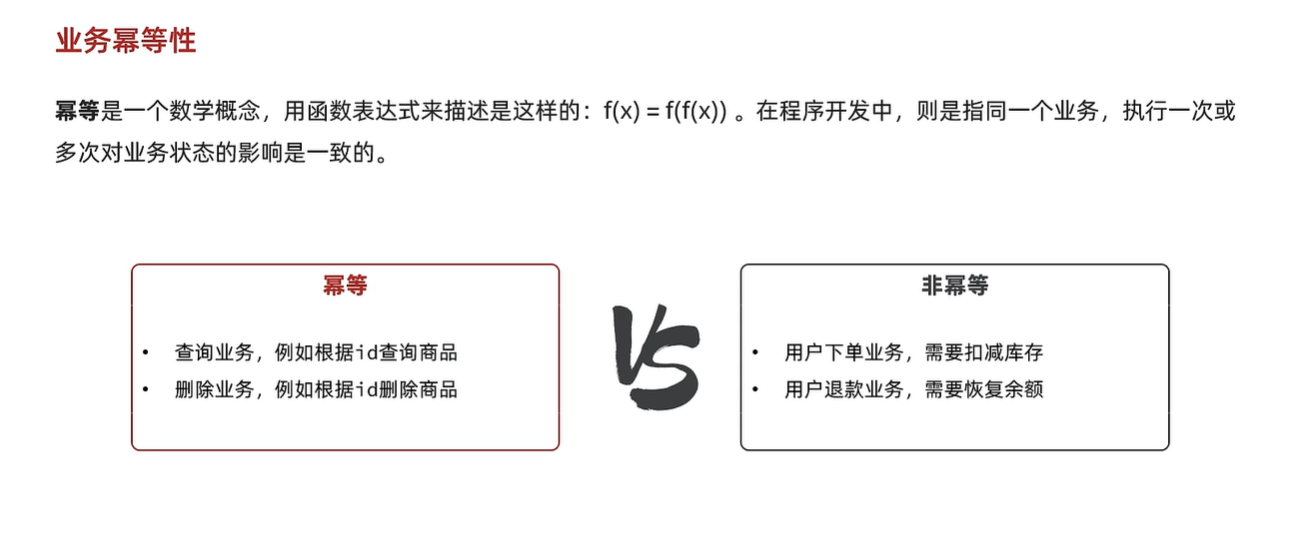 业务幂等性
幂等是一个数学概念，用函数表达式来描述是这样的：f(x) = f(f(x)) 。在程序开发中，则是指同一个业务，执行一次或
多次对业务状态的影响是一致的。
幂等
• 查询业务，例如根据id查询商品
• 删除业务，例如根据id删除商品
VS
非幂等
• 用户下单业务，需要扣减库存
• 用户退款业务，需要恢复余额